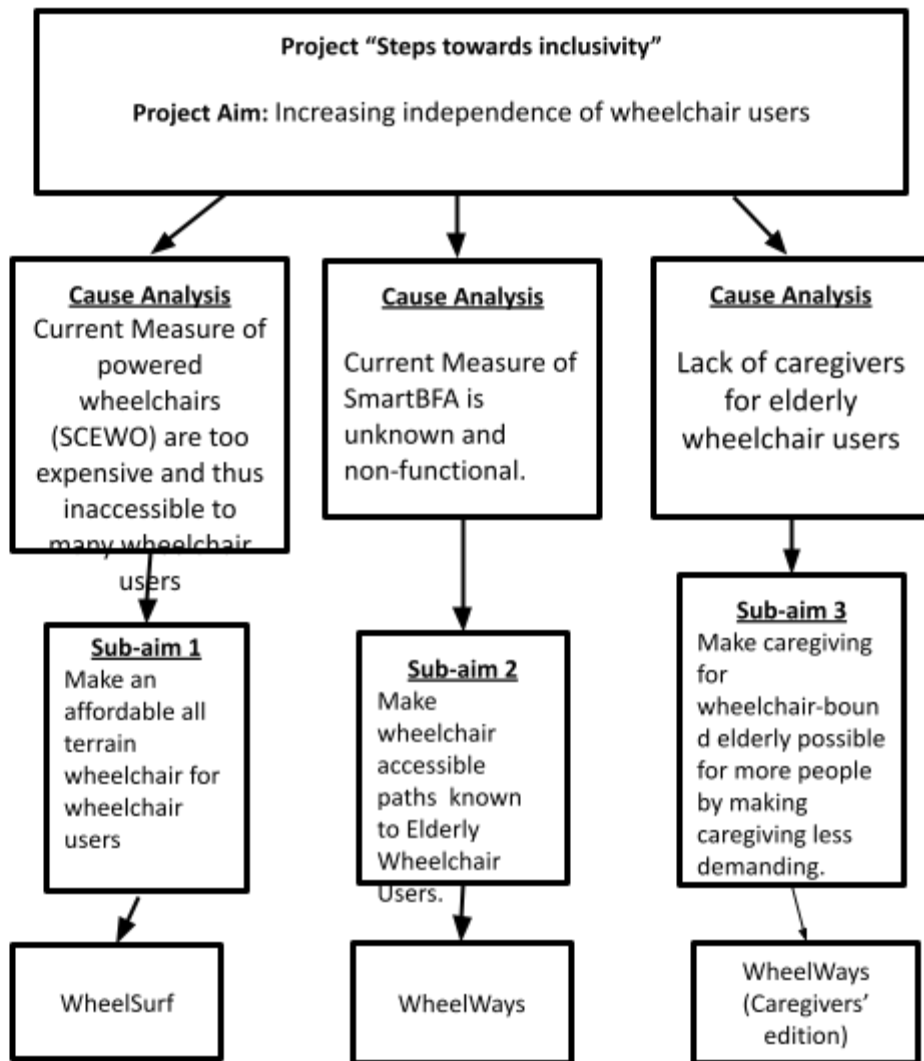 Project “Steps towards inclusivity”
Project Aim: Increasing independence of wheelchair users
Cause Analysis
Current Measure of
powered
wheelchairs
(SCEWO) are too
expensive and thus
inaccessible to
many wheelchair
users
Cause Analysis
Current Measure of
SmartBFA is
unknown and
non-functional.
Cause Analysis
Lack of caregivers
for elderly
wheelchair users
Sub-aim 1
Make an
affordable all
terrain
wheelchair for
wheelchair
users
Sub-aim 2
Make
wheelchair
accessible
paths known
to Elderly
Wheelchair
Users.
Sub-aim 3
Make caregiving
for
wheelchair-boun
d elderly possible
for more people
by making
caregiving less
demanding.
WheelSurf
WheelWays
WheelWays
(Caregivers’
edition)